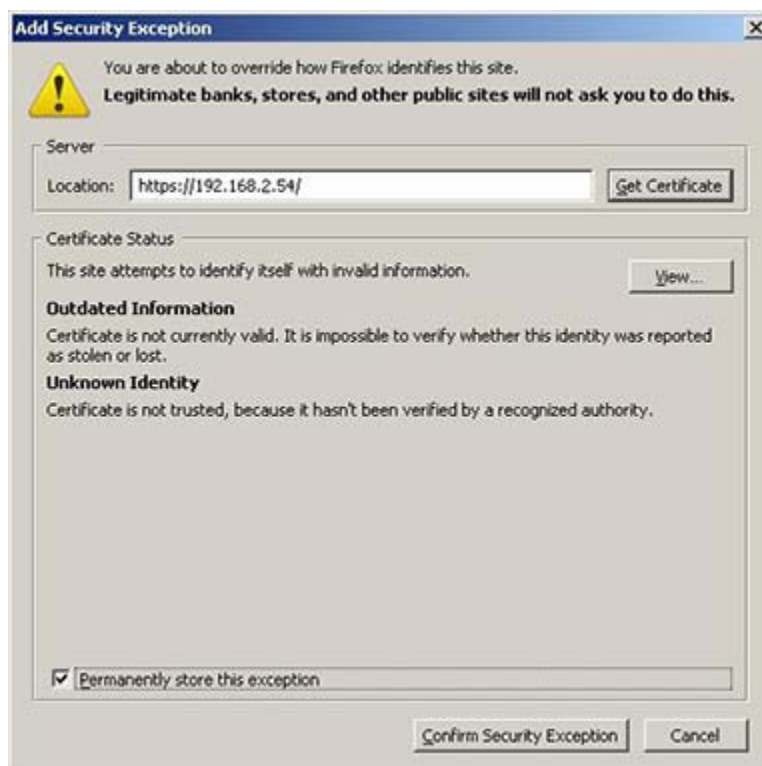 Add Security Exception
You are about to override how Firefox identifies this site.
Legitimate banks, stores, and other public sites will not ask you to do this.
Server
Location: https://192.168.2.54/ Get Certificate
Certificate Status
This site attempts to identify itself with invalid information. View...
Outdated Information
Certificate is not currently valid. It is impossible to verify whether this identity was reported
as stolen or lost.
Unknown Identity
Certificate is not trusted, because it hasn't been verified by a recognized authority.
Permanently store this exception
Confirm Security Exception Cancel